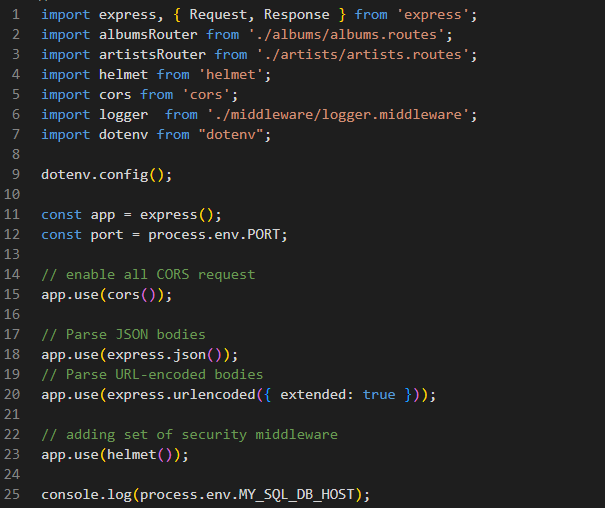 1 import express, { Request, Response } from 'express';
2 import albumsRouter from './albums/albums.routes';
3 import artistsRouter from './artists/artists.routes';
4 import helmet from 'helmet';
5 import cors from 'cors';
6 import logger  from './middleware/logger.middleware';
7 import dotenv from "dotenv";
8
9 dotenv.config();
10
11 const app = express();
12 const port = process.env.PORT;
13
14 // enable all CORS request
15 app.use(cors());
16
17 // Parse JSON bodies
18 app.use(express.json());
19 // Parse URL-encoded bodies
20 app.use(express.urlencoded({ extended: true }));
21
22 // adding set of security middleware
23 app.use(helmet());
24
25 console.log(process.env.MY_SQL_DB_HOST);